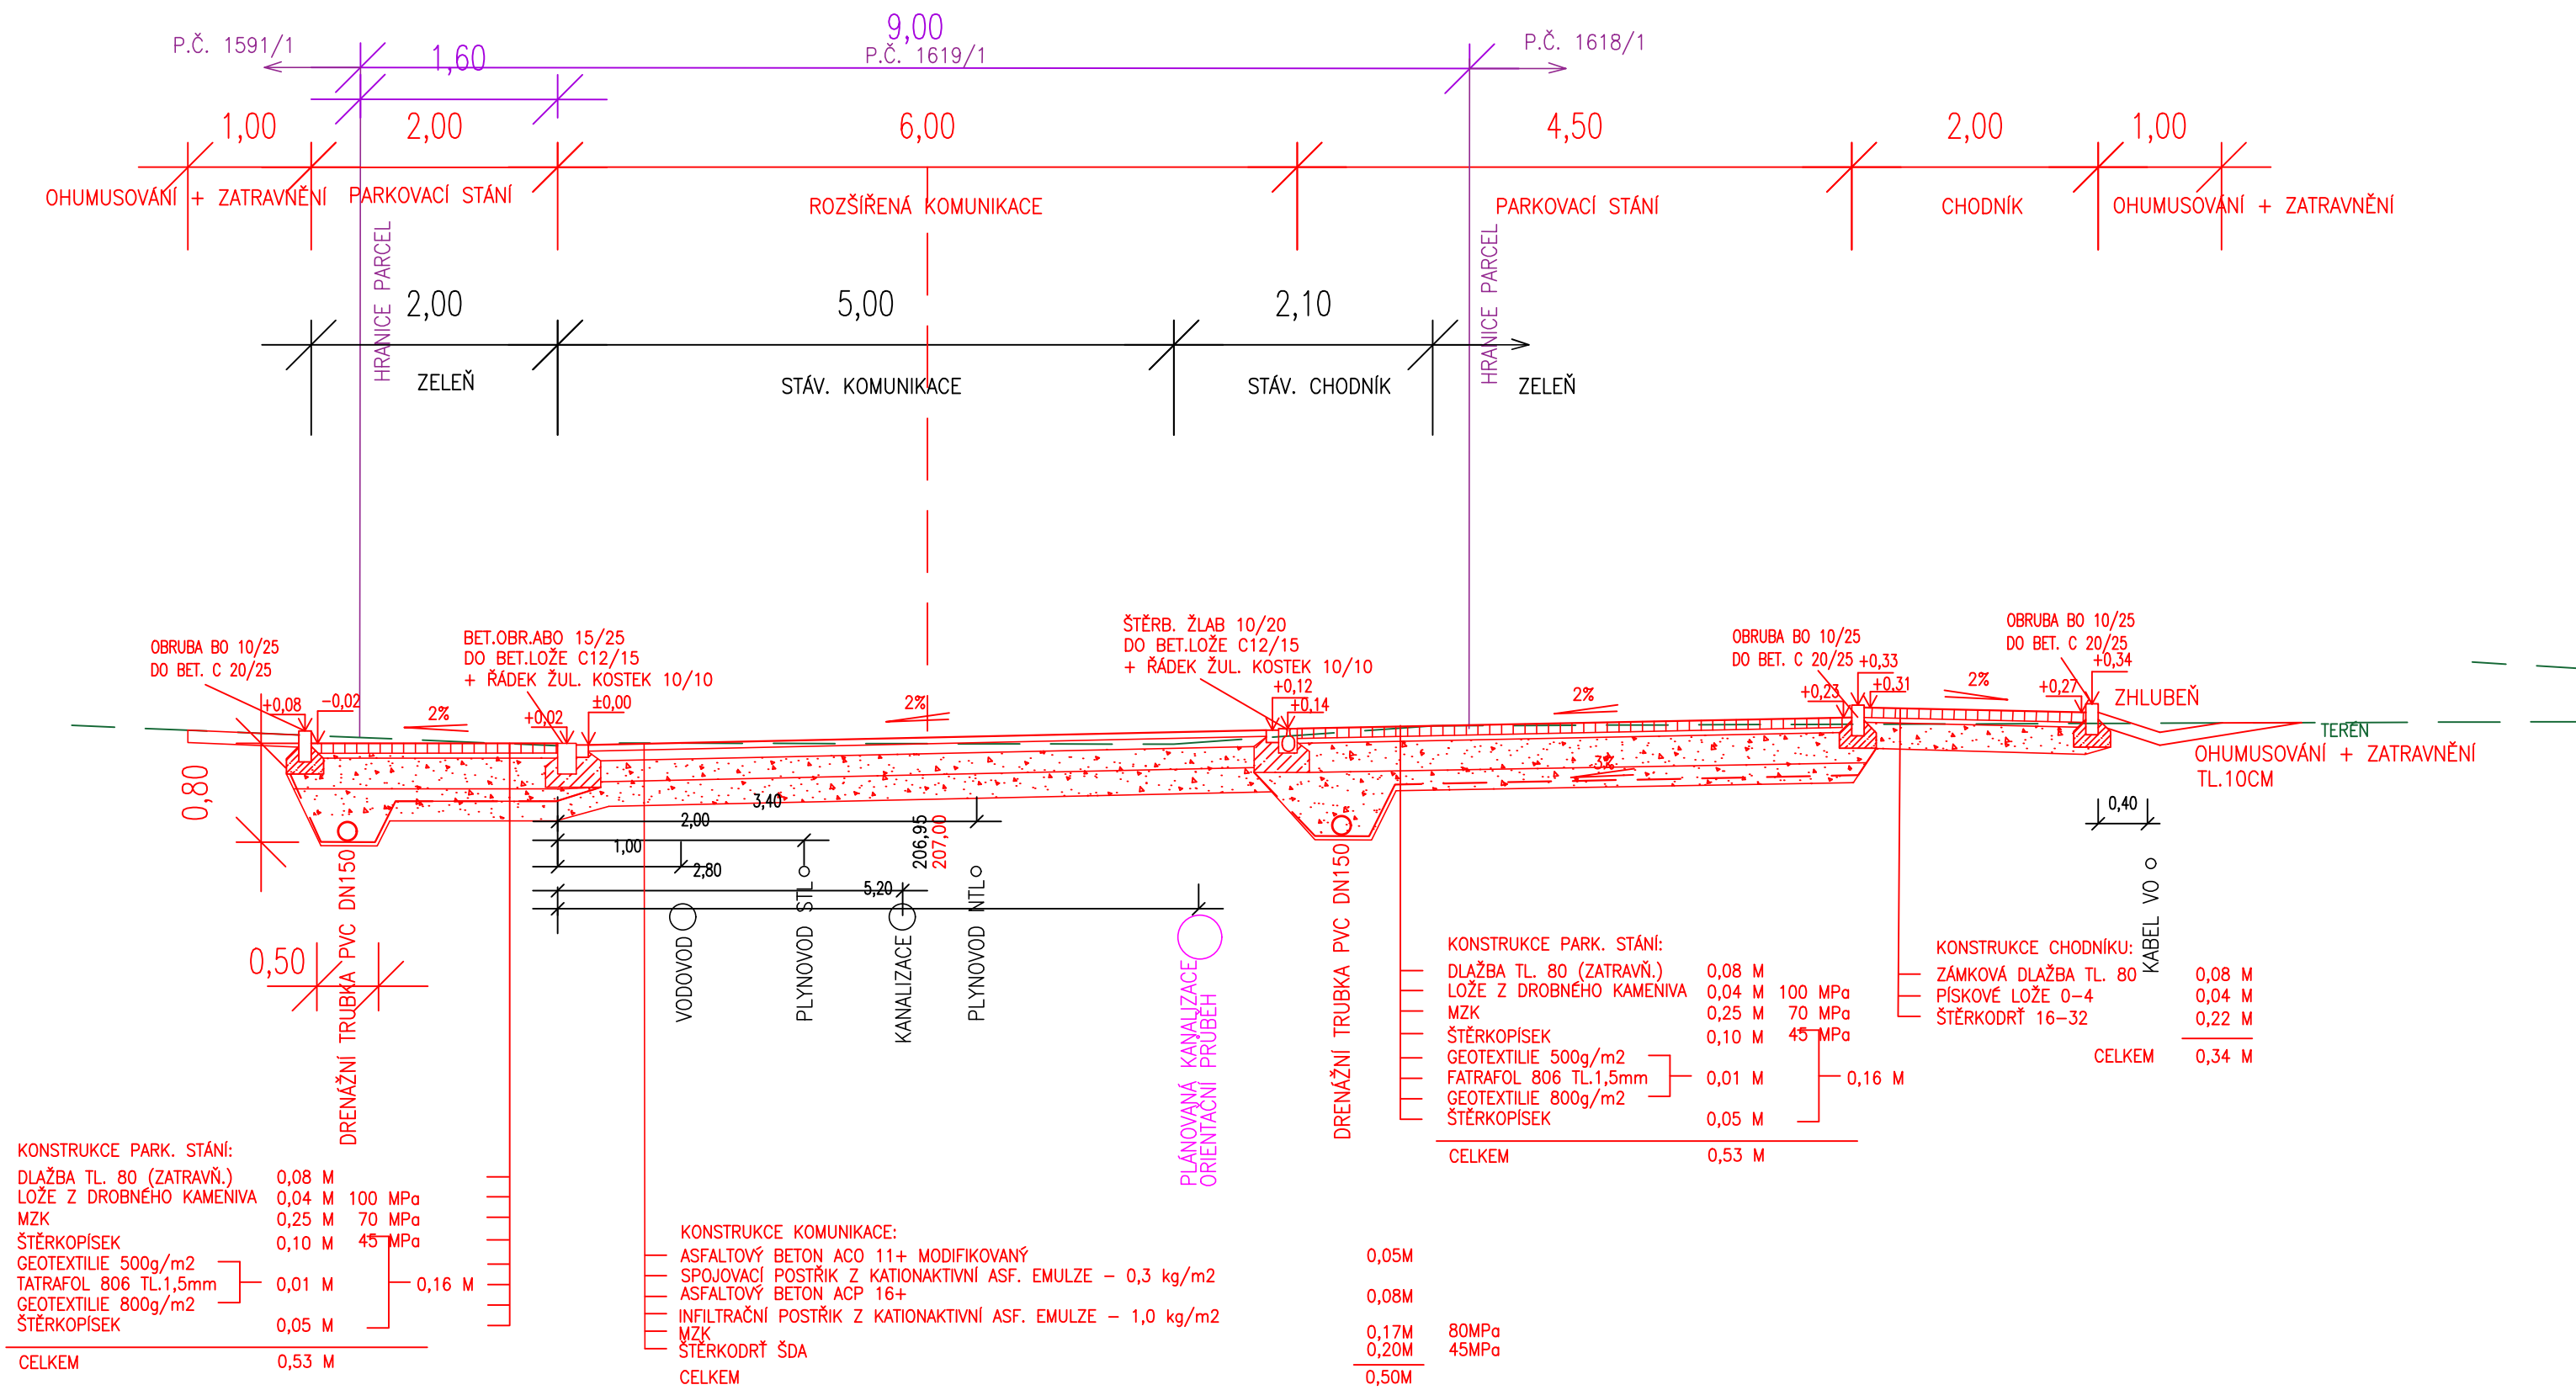 9,00
P.Č. 1591/1
1,60
P.Č. 1619/1
P.Č. 1618/1
1,00
2,00
6,00
4,50
2,00
1,00
OHUMUSOVÁNÍ + ZATRAVNĚNÍ
PARKOVACÍ STÁNÍ
ROZŠÍŘENÁ KOMUNIKACE
PARKOVACÍ STÁNÍ
CHODNÍK
OHUMUSOVÁNÍ + ZATRAVNĚNÍ
HRANICE PARCEL
HRANICE PARCEL
2,00
5,00
2,10
ZELEŇ
STÁV. KOMUNIKACE
STÁV. CHODNÍK
ZELEŇ
OBRUBA BO 10/25
DO BET. C 20/25
BET.OBR.ABO 15/25
DO BET.LOŽE C12/15
+ ŘÁDEK ŽUL. KOSTEK 10/10
ŠTĚRB. ŽLAB 10/20
DO BET.LOŽE C12/15
+ ŘÁDEK ŽUL. KOSTEK 10/10
OBRUBA BO 10/25
DO BET. C 20/25
OBRUBA BO 10/25
DO BET. C 20/25
+0,08
-0,02
2%
+0,02
±0,00
2%
+0,12
+0,14
2%
+0,23
+0,33
+0,31
2%
+0,27
+0,34
ZHLUBEŇ
TERÉN
OHUMUSOVÁNÍ + ZATRAVNĚNÍ
TL.10CM
3%
0,80
0,50
3,40
2,00
1,00
2,80
5,20
206,95
207,00
0,40
DRENÁŽNÍ TRUBKA PVC DN150
VODOVOD
PLYNOVOD STL
KANALIZACE
PLYNOVOD NTL
PLÁNOVANÁ KANALIZACE
ORIENTAČNÍ PRŮBĚH
DRENÁŽNÍ TRUBKA PVC DN150
KABEL VO
KONSTRUKCE PARK. STÁNÍ:
DLAŽBA TL. 80 (ZATRAVŇ.) 0,08 M
LOŽE Z DROBNÉHO KAMENIVA 0,04 M 100 MPa
MZK 0,25 M 70 MPa
ŠTĚRKOPÍSEK 0,10 M 45 MPa
GEOTEXTILIE 500g/m2
FATRAFOL 806 TL.1,5mm 0,01 M 0,16 M
GEOTEXTILIE 800g/m2
ŠTĚRKOPÍSEK 0,05 M
CELKEM 0,53 M
KONSTRUKCE CHODNÍKU:
ZÁMKOVÁ DLAŽBA TL. 80 0,08 M
PÍSKOVÉ LOŽE 0-4 0,04 M
ŠTĚRKODRŤ 16-32 0,22 M
CELKEM 0,34 M
KONSTRUKCE PARK. STÁNÍ:
DLAŽBA TL. 80 (ZATRAVŇ.) 0,08 M
LOŽE Z DROBNÉHO KAMENIVA 0,04 M 100 MPa
MZK 0,25 M 70 MPa
ŠTĚRKOPÍSEK 0,10 M 45 MPa
GEOTEXTILIE 500g/m2
TATRAFOL 806 TL.1,5mm 0,01 M 0,16 M
GEOTEXTILIE 800g/m2
ŠTĚRKOPÍSEK 0,05 M
CELKEM 0,53 M
KONSTRUKCE KOMUNIKACE:
ASFALTOVÝ BETON ACO 11+ MODIFIKOVANÝ 0,05M
SPOJOVACÍ POSTŘIK Z KATIONAKTIVNÍ ASF. EMULZE - 0,3 kg/m2
ASFALTOVÝ BETON ACP 16+ 0,08M
INFILTRAČNÍ POSTŘIK Z KATIONAKTIVNÍ ASF. EMULZE - 1,0 kg/m2
MZK 0,17M 80MPa
ŠTĚRKODRŤ ŠDA 0,20M 45MPa
CELKEM 0,50M